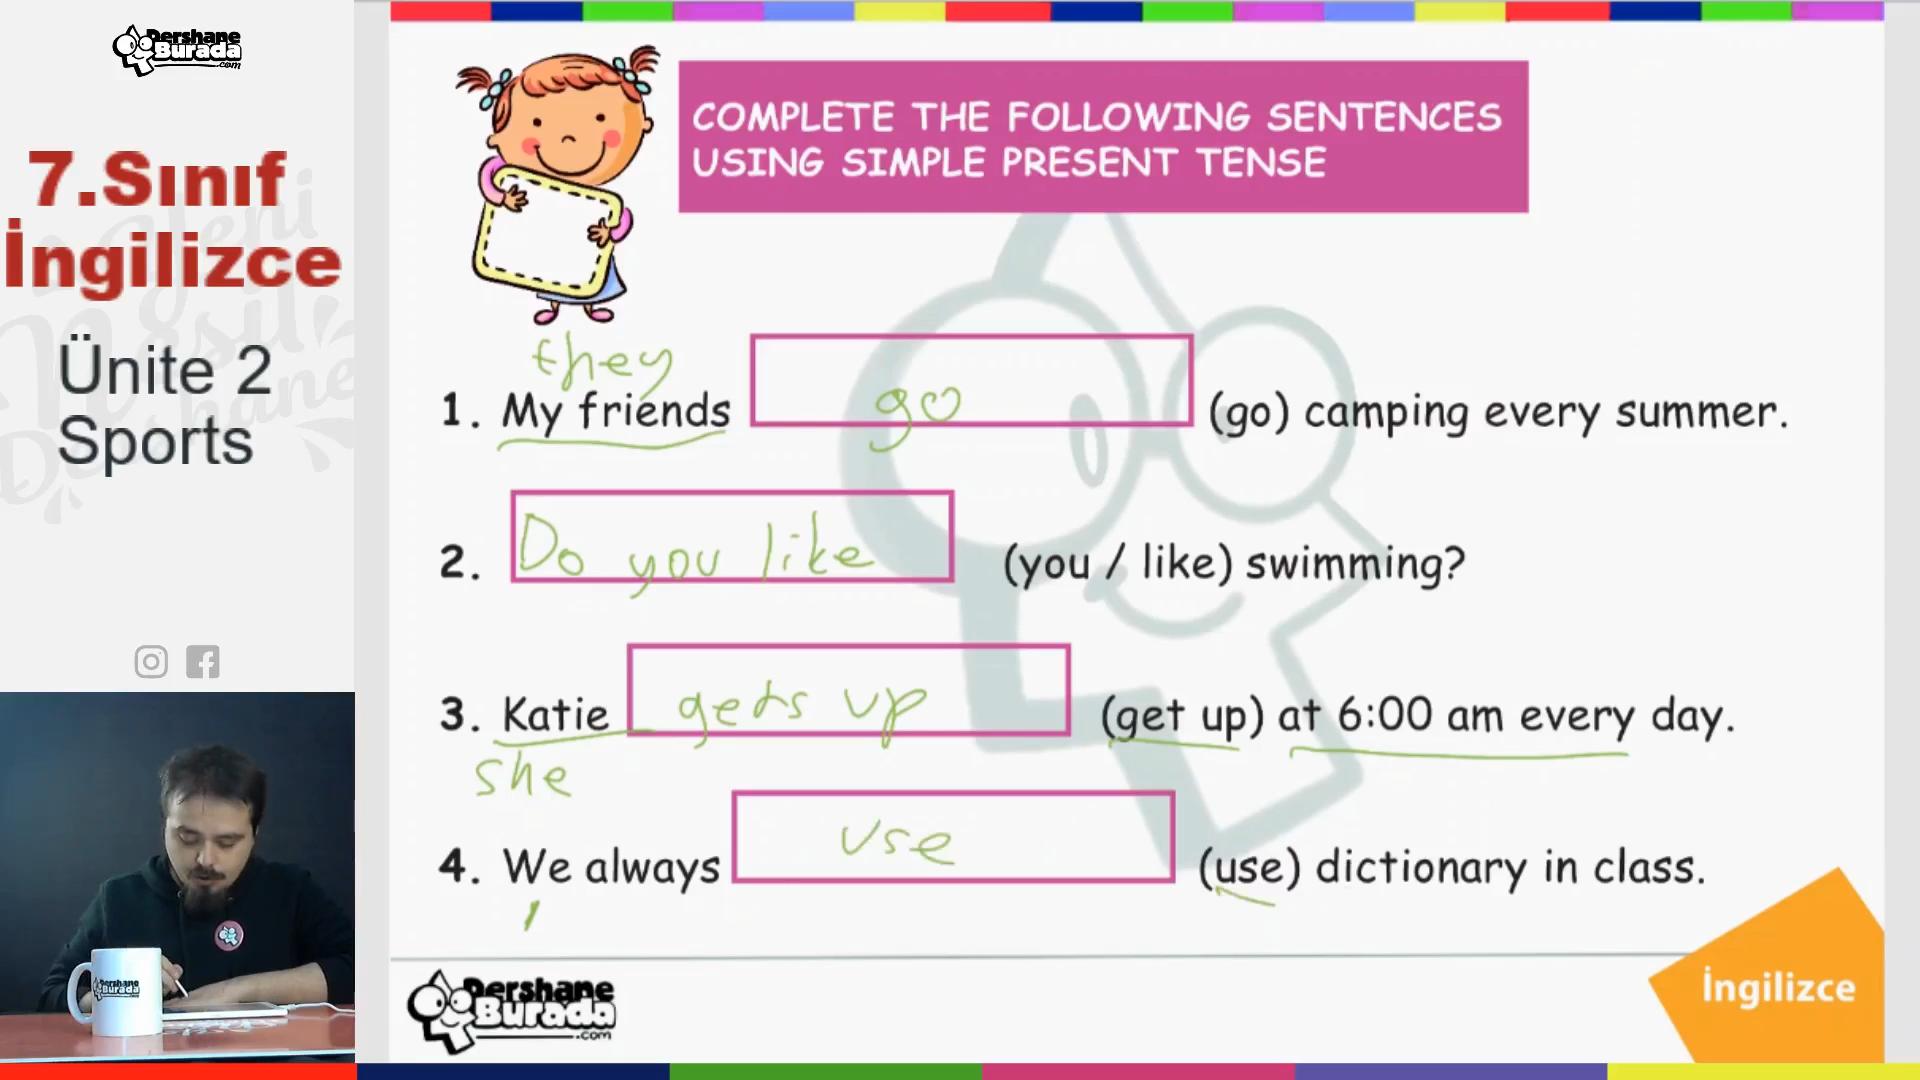 Dershane
Burada
.com
7.Sınıf
İngilizce
Ünite 2
Sports
COMPLETE THE FOLLOWING SENTENCES
USING SIMPLE PRESENT TENSE
they
1. My friends go (go) camping every summer.
2. Do you like (you / like) swimming?
3. Katie gets up (get up) at 6:00 am every day.
she
4. We always use (use) dictionary in class.
Dershane
Burada
Dershane
Burada
.com
İngilizce